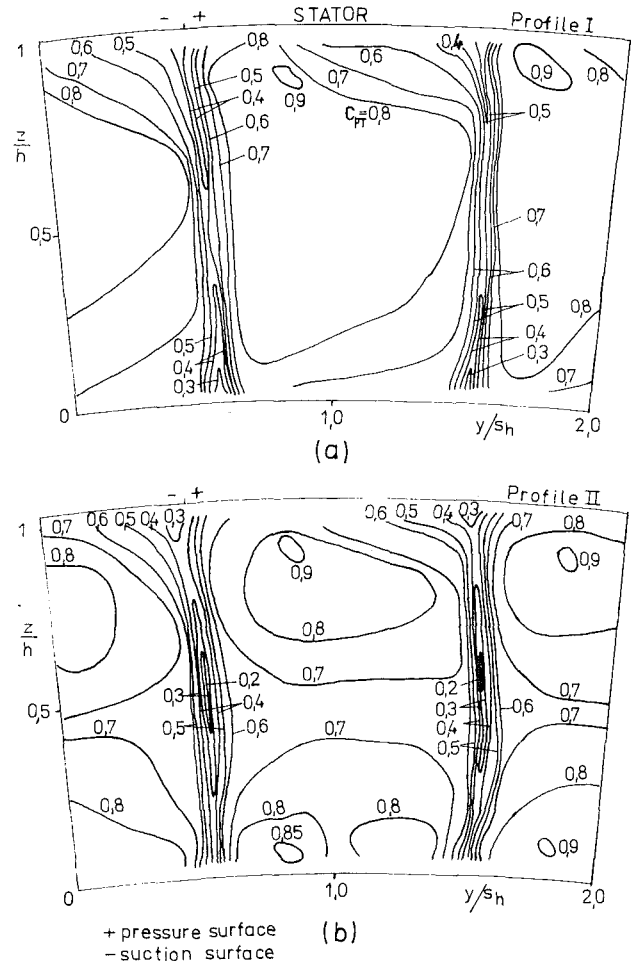 - + STATOR Profile I
1 0,6 0,5 0,8 0,6 0,4
0,7 0,5 0,7 0,9 0,8
0,8 0,4 0,9 C_PT=0,8 0,5
z/h 0,6
0,7
0,5 0,7
0,6
0,5 0,5 0,8
0,4 0,4
0,3 0,3 0,7
0 1,0 y/s_h 2,0
(a)
- + Profile II
1 0,7 0,6 0,5 0,4 0,3 0,6 0,5 0,4 0,3 0,7 0,8
0,8 0,9 0,9
z/h 0,8
0,7
0,2 0,2 0,7
0,5 0,3 0,4 0,3 0,6
0,7 0,5 0,6 0,7 0,4 0,7
0,5
0,8 0,8 0,8 0,8
0,85 0,9
0 1,0 y/s_h 2,0
+ pressure surface (b)
- suction surface